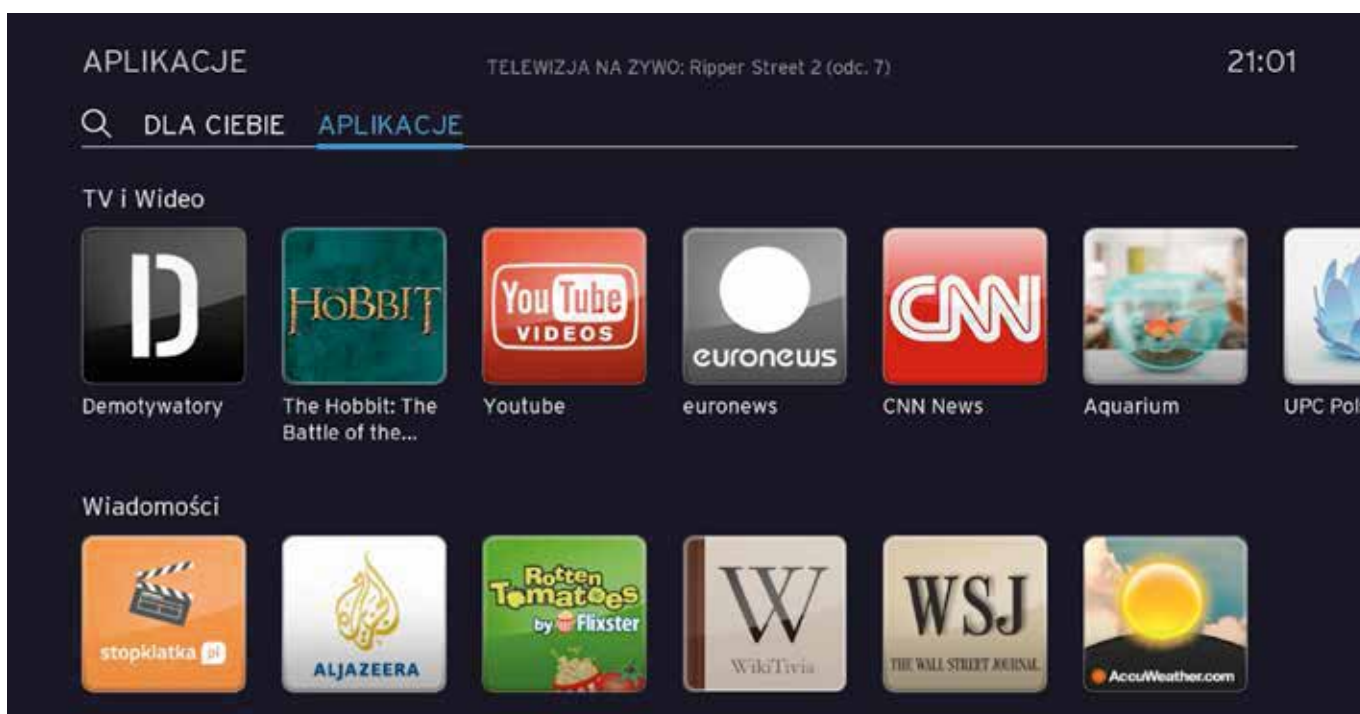 APLIKACJE
TELEWIZJA NA ZYWO: Ripper Street 2 (odc. 7)
21:01
DLA CIEBIE APLIKACJE
TV i Wideo
D
HOBBIT
You Tube
VIDEOS
euronews
CNN
Demotywatory
The Hobbit: The
Battle of the...
Youtube
euronews
CNN News
Aquarium
UPC Pol
Wiadomości
stopklatka pl
الجزيرة
ALJAZEERA
Rotten
Tomatoes
by Flixster
W
WikiTivia
WSJ
THE WALL STREET JOURNAL.
AccuWeather.com